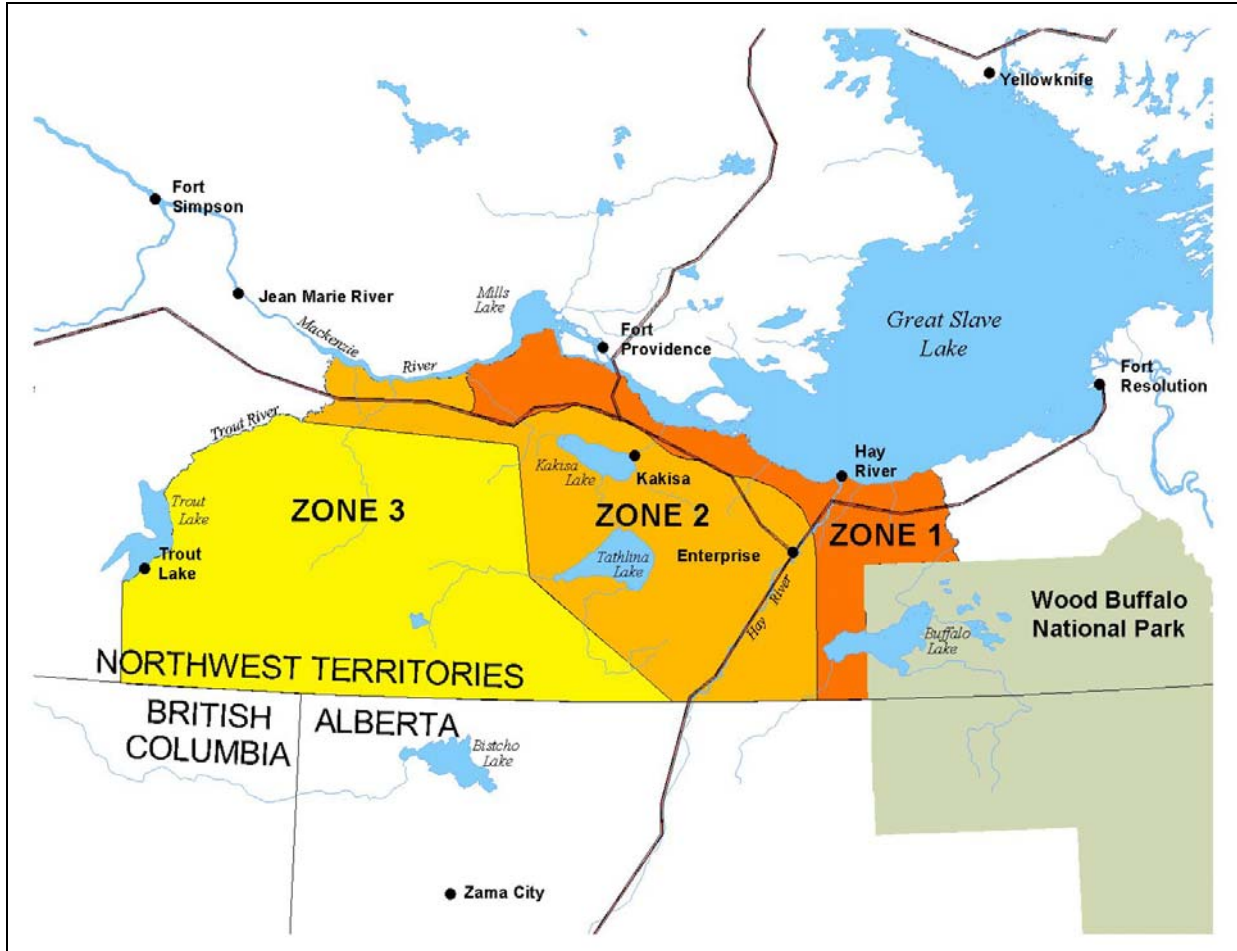 Yellowknife
Fort
Simpson
Jean Marie River
Mills
Lake
Mackenzie
River
Fort
Providence
Great Slave
Lake
Fort
Resolution
Trout River
Kakisa
Lake
Kakisa
Hay
River
Trout
Lake
ZONE 3
ZONE 2
ZONE 1
Trout
Lake
Tathlina
Lake
Enterprise
Hay River
Buffalo
Lake
Wood Buffalo
National Park
NORTHWEST TERRITORIES
BRITISH
COLUMBIA
ALBERTA
Bistcho
Lake
Zama City